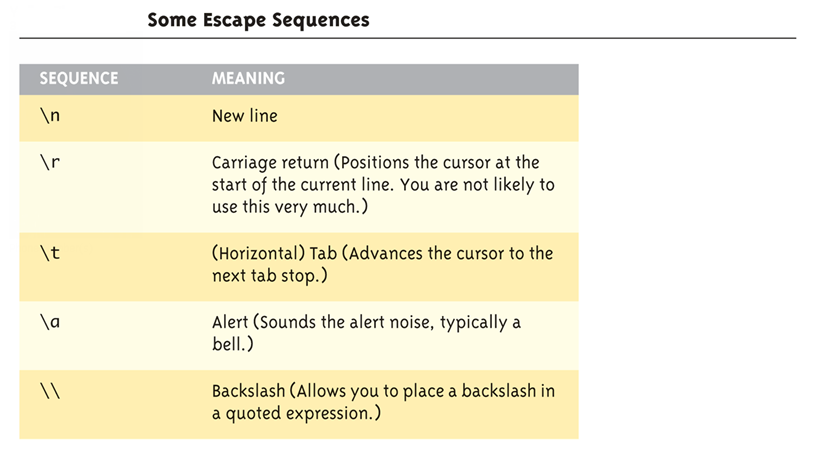 Some Escape Sequences
SEQUENCE MEANING
\n New line
\r Carriage return (Positions the cursor at the
start of the current line. You are not likely to
use this very much.)
\t (Horizontal) Tab (Advances the cursor to the
next tab stop.)
\a Alert (Sounds the alert noise, typically a
bell.)
\\ Backslash (Allows you to place a backslash in
a quoted expression.)